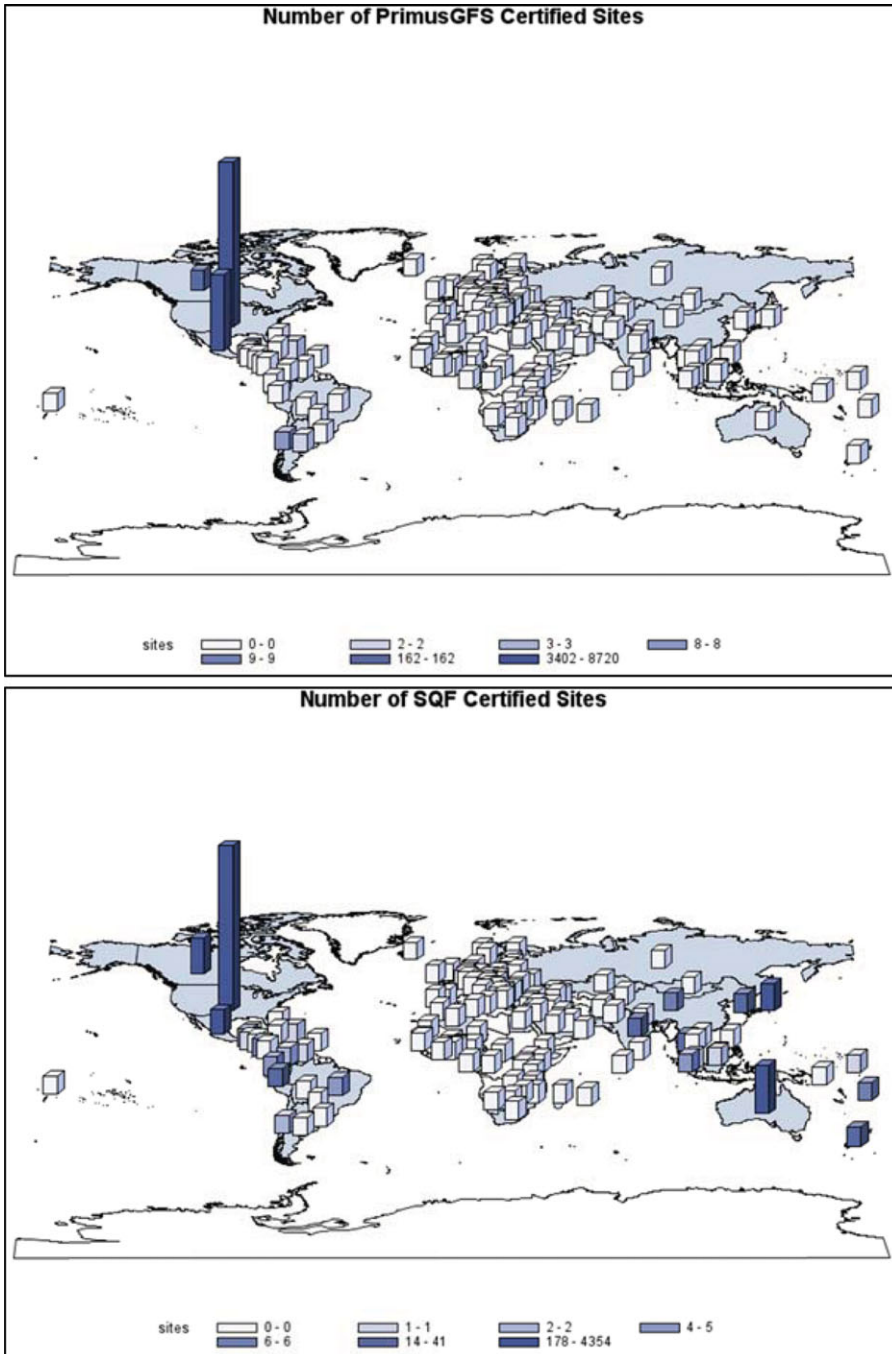 Number of PrimusGFS Certified Sites
sites 0 - 0 2 - 2 3 - 3 8 - 8
9 - 9 162 - 162 3402 - 8720
Number of SQF Certified Sites
sites 0 - 0 1 - 1 2 - 2 4 - 5
6 - 6 14 - 41 178 - 4354